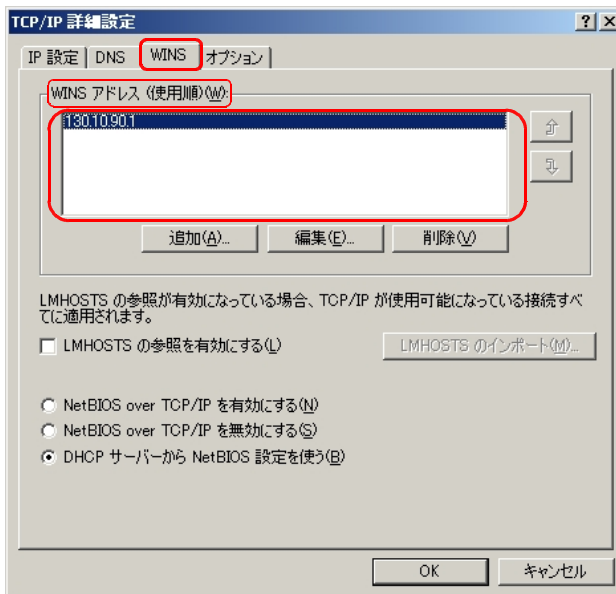 TCP/IP 詳細設定
IP 設定 DNS WINS オプション
WINS アドレス (使用順)(W):
130.10.90.1
追加(A)... 編集(E)... 削除(V)
LMHOSTS の参照が有効になっている場合、TCP/IP が使用可能になっている接続すべ
てに適用されます。
LMHOSTS の参照を有効にする(L) LMHOSTS のインポート(M)...
NetBIOS over TCP/IP を有効にする(N)
NetBIOS over TCP/IP を無効にする(S)
DHCP サーバーから NetBIOS 設定を使う(B)
OK キャンセル